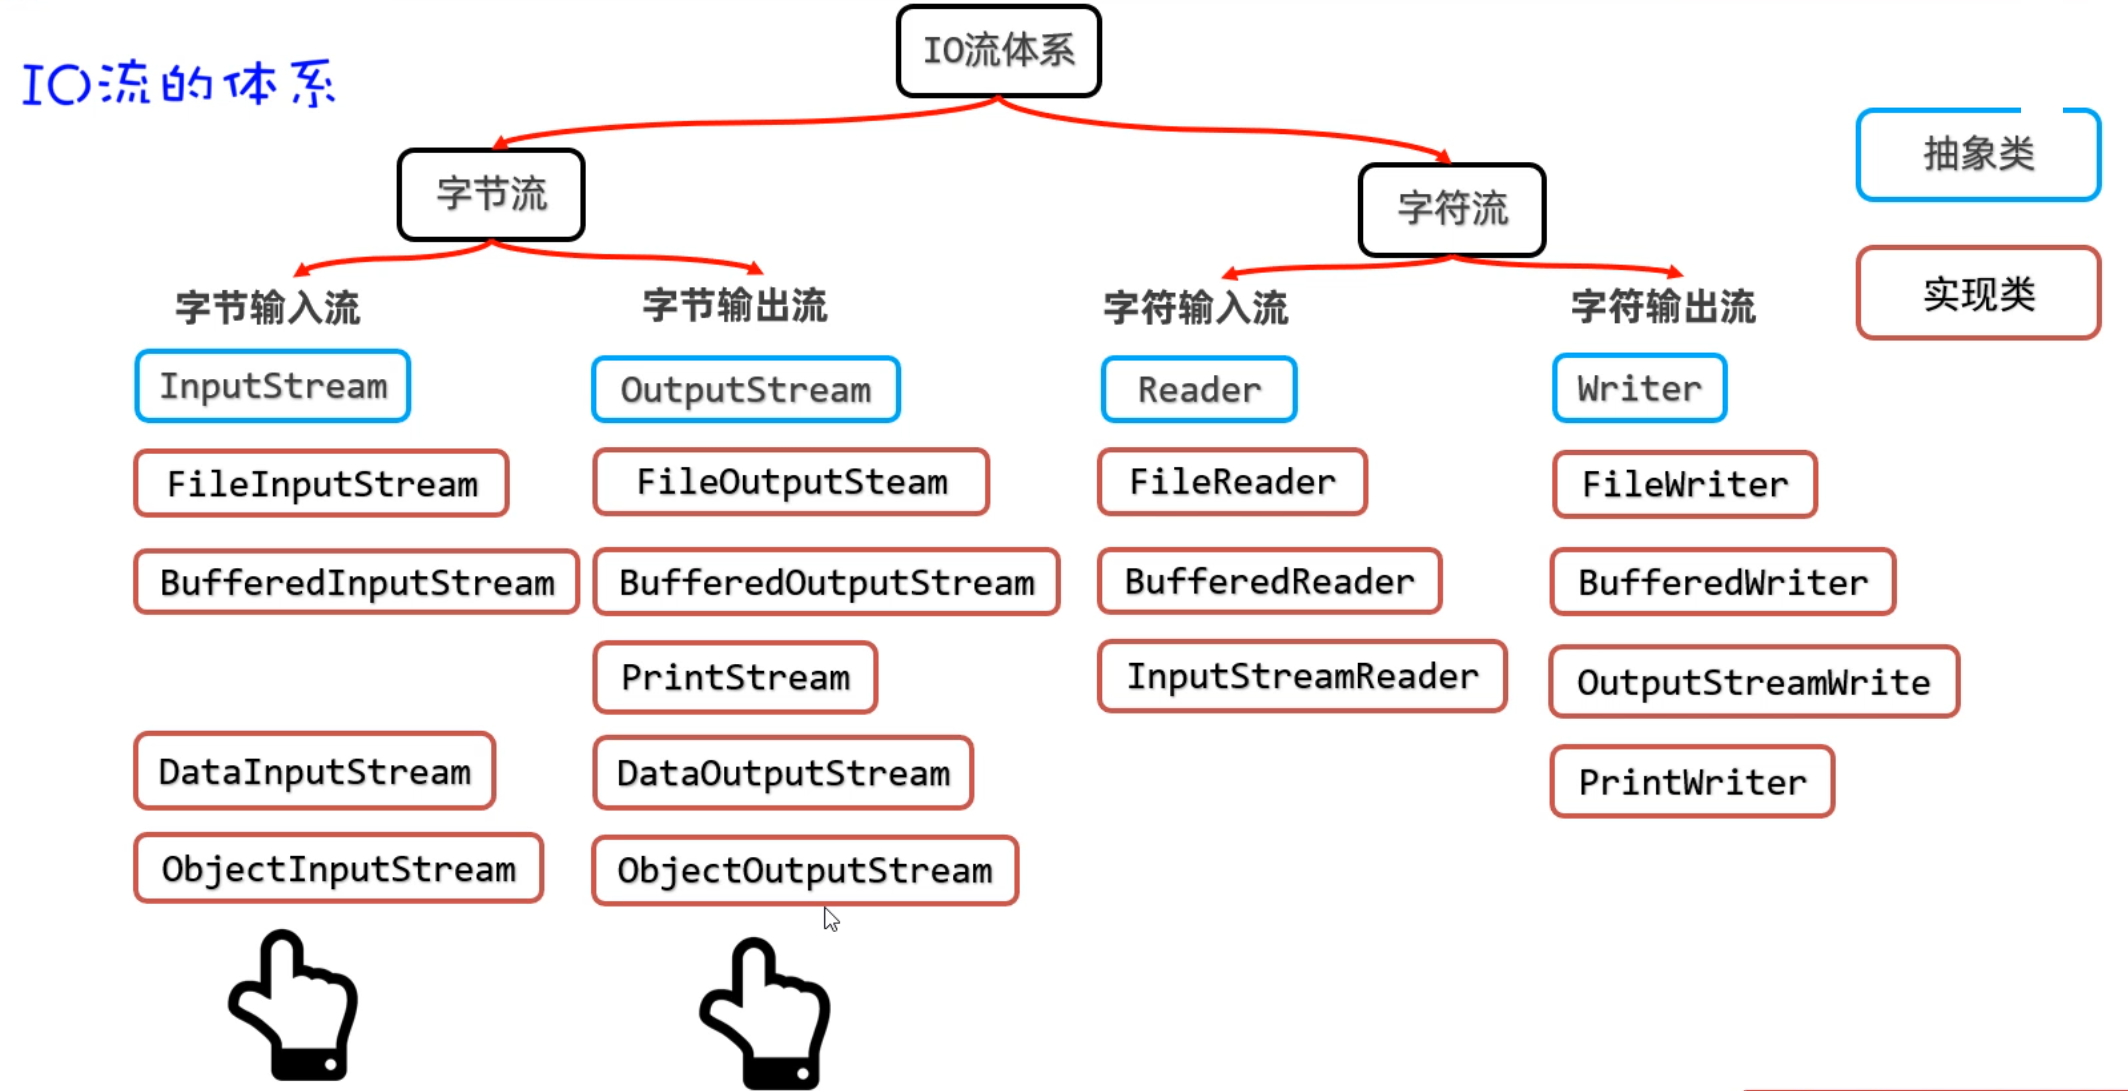 IO流体系
IO流的体系
抽象类
字节流
字符流
实现类
字节输入流
字节输出流
字符输入流
字符输出流
InputStream
OutputStream
Reader
Writer
FileInputStream
FileOutputSteam
FileReader
FileWriter
BufferedInputStream
BufferedOutputStream
BufferedReader
BufferedWriter
PrintStream
InputStreamReader
OutputStreamWrite
DataInputStream
DataOutputStream
PrintWriter
ObjectInputStream
ObjectOutputStream